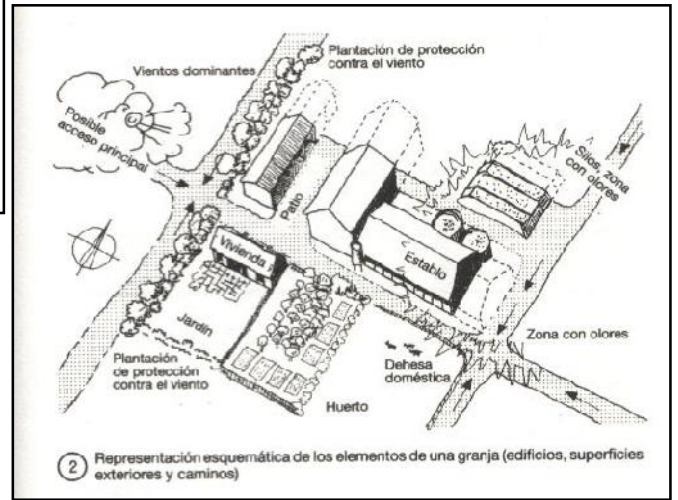 Plantación de protección
contra el viento
Vientos dominantes
Posible
acceso principal
Silos, zona
con olores
Patio
Vivienda
Establo
Jardín
Zona con olores
Plantación
de protección
contra el viento
Dehesa
doméstica
Huerto
2 Representación esquemática de los elementos de una granja (edificios, superficies
exteriores y caminos)